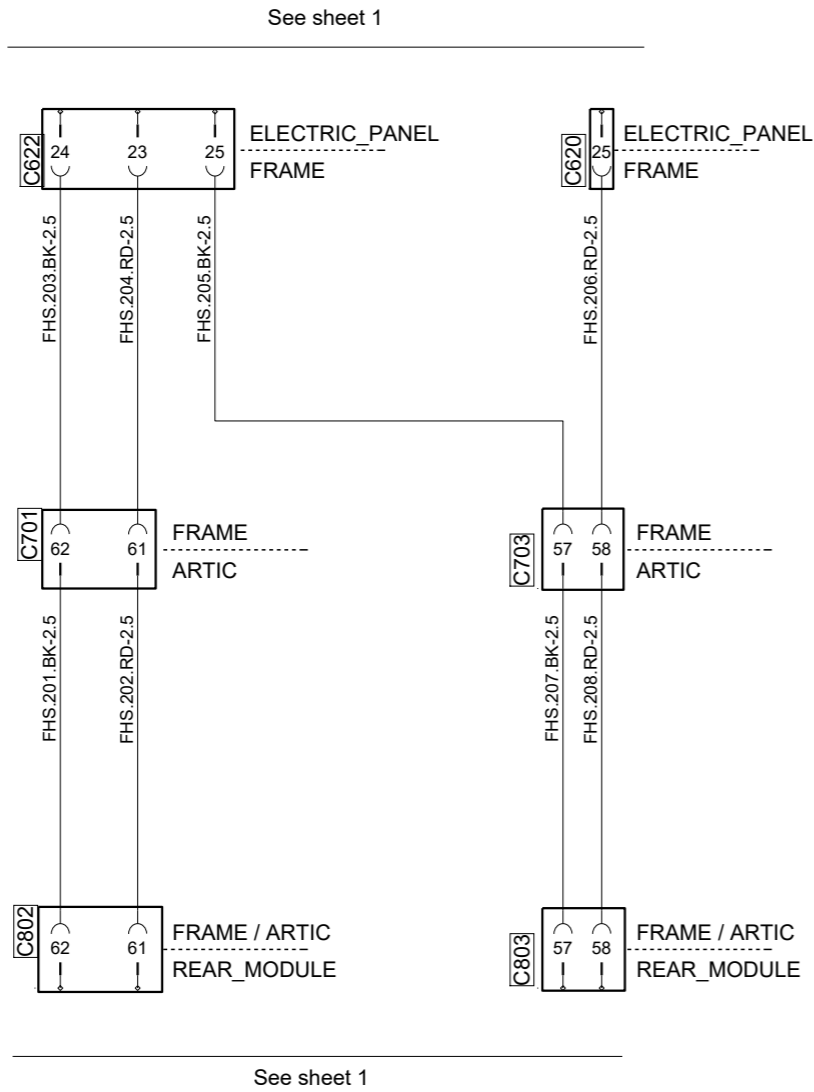 See sheet 1
C622
24 23 25
ELECTRIC_PANEL
FRAME
C620
25
ELECTRIC_PANEL
FRAME
FHS.203.BK-2.5
FHS.204.RD-2.5
FHS.205.BK-2.5
FHS.206.RD-2.5
C701
62 61
FRAME
ARTIC
C703
57 58
FRAME
ARTIC
FHS.201.BK-2.5
FHS.202.RD-2.5
FHS.207.BK-2.5
FHS.208.RD-2.5
C802
62 61
FRAME / ARTIC
REAR_MODULE
C803
57 58
FRAME / ARTIC
REAR_MODULE
See sheet 1